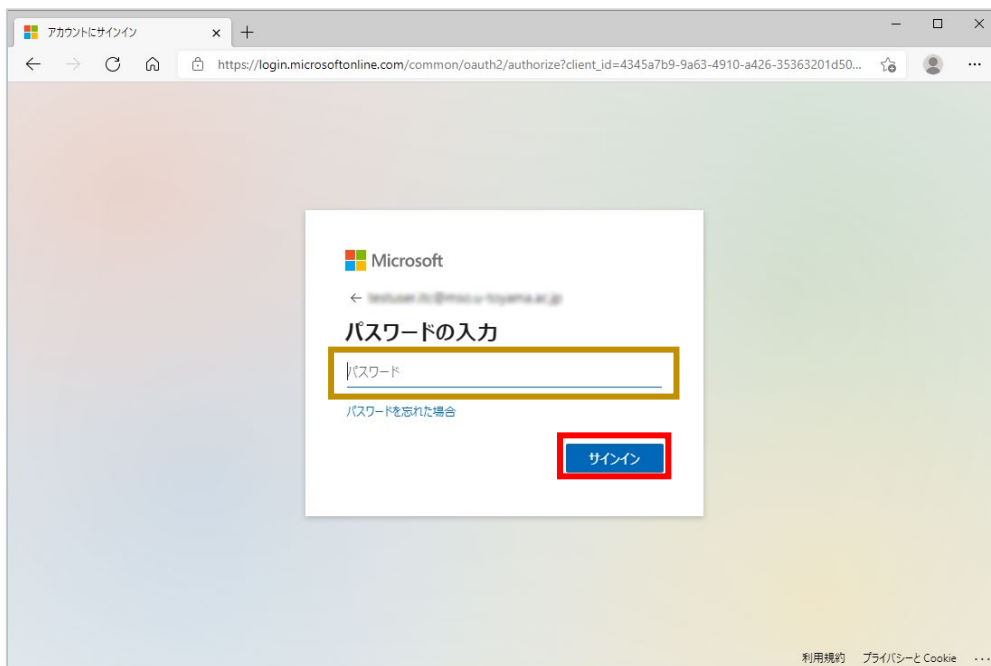 アカウントにサインイン
https://login.microsoftonline.com/common/oauth2/authorize?client_id=4345a7b9-9a63-4910-a426-35363201d50...
Microsoft
パスワードの入力
パスワード
パスワードを忘れた場合
サインイン
利用規約 プライバシーと Cookie ...